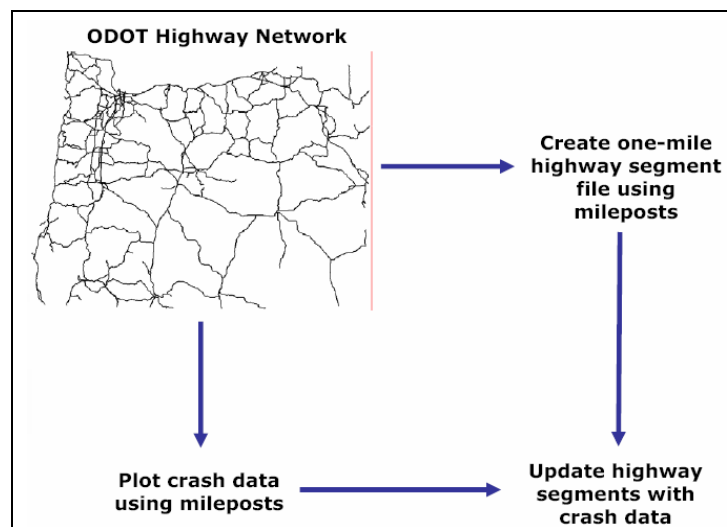 ODOT Highway Network
Create one-mile
highway segment
file using
mileposts
Plot crash data
using mileposts
Update highway
segments with
crash data